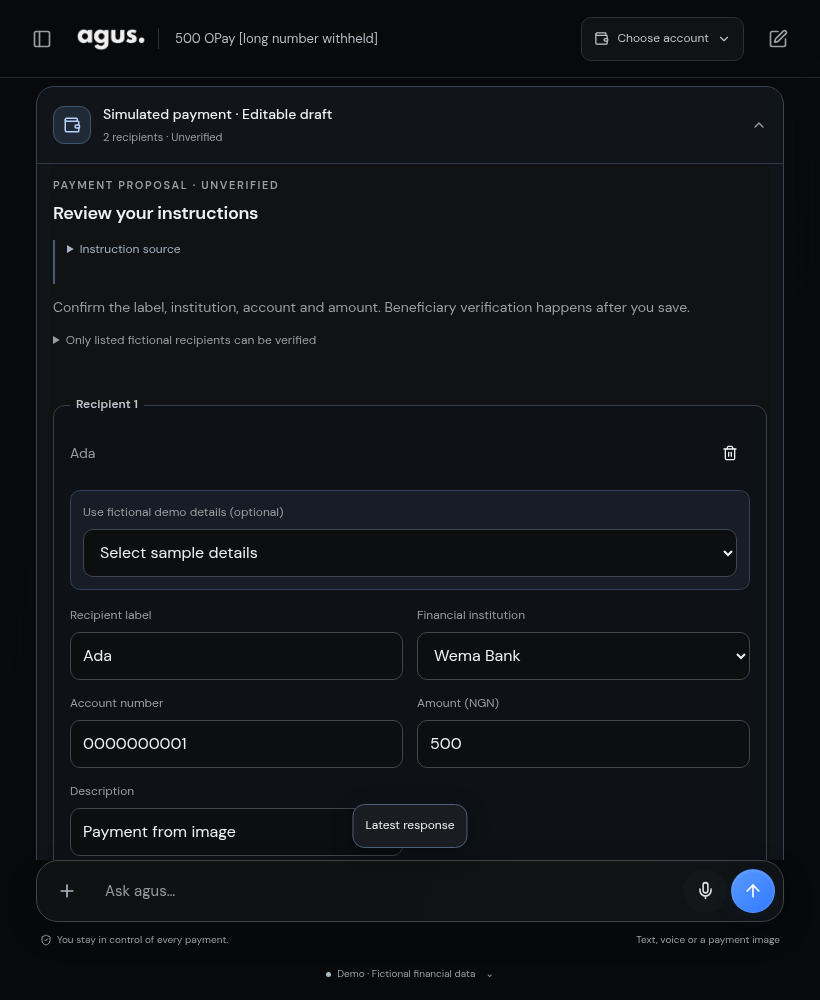 agus.
500 OPay [long number withheld]
Choose account
Simulated payment · Editable draft
2 recipients · Unverified
PAYMENT PROPOSAL · UNVERIFIED
Review your instructions
Instruction source
Confirm the label, institution, account and amount. Beneficiary verification happens after you save.
Only listed fictional recipients can be verified
Recipient 1
Ada
Use fictional demo details (optional)
Select sample details
Recipient label
Financial institution
Ada
Wema Bank
Account number
Amount (NGN)
0000000001
500
Description
Payment from image
Latest response
Ask agus...
You stay in control of every payment.
Text, voice or a payment image
Demo · Fictional financial data